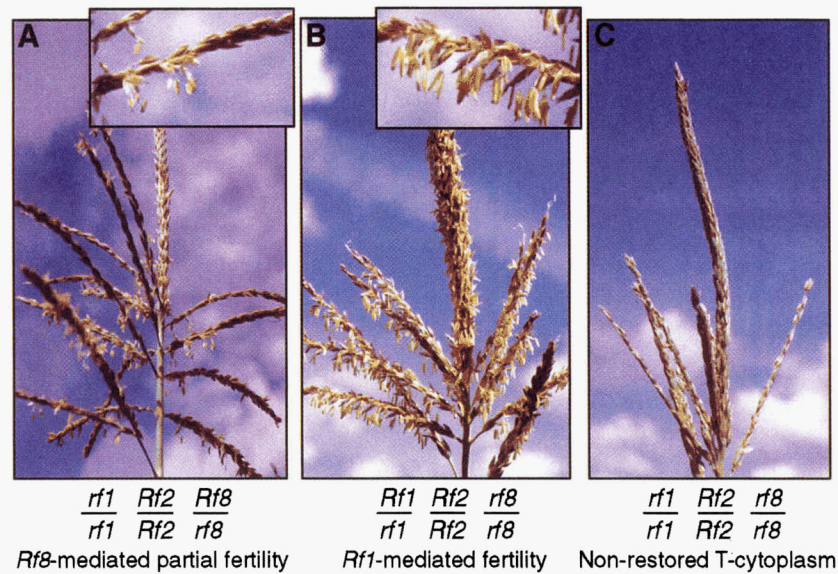 A B C
rf1 Rf2 Rf8 Rf1 Rf2 rf8 rf1 Rf2 rf8
rf1 Rf2 rf8 rf1 Rf2 rf8 rf1 Rf2 rf8
Rf8-mediated partial fertility Rf1-mediated fertility Non-restored T-cytoplasm